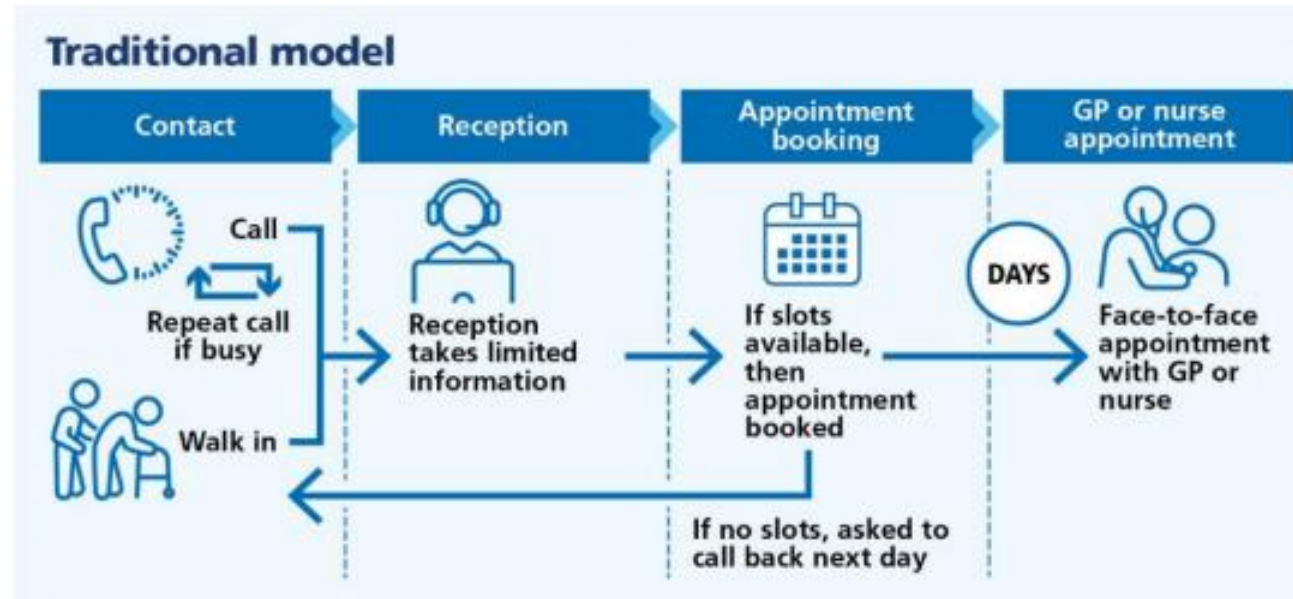 Traditional model
Contact
Reception
Appointment
booking
GP or nurse
appointment
Call
Repeat call
if busy
Walk in
Reception
takes limited
information
If slots
available,
then
appointment
booked
If no slots, asked to
call back next day
DAYS
Face-to-face
appointment
with GP or
nurse